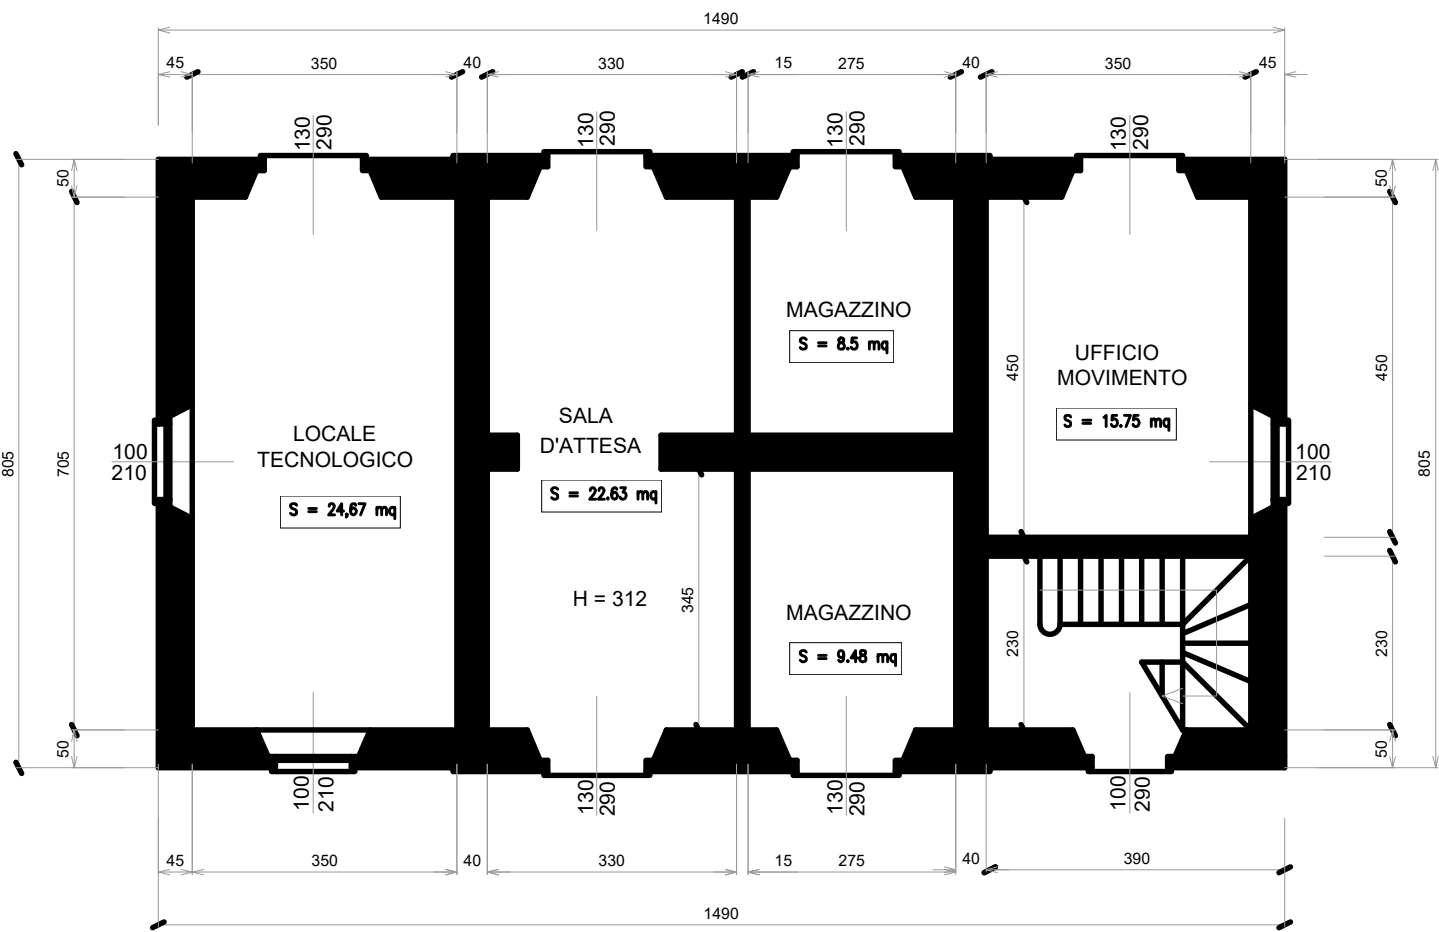 1490
45 350 40 330 15 275 40 350 45
130 290 130 290 130 290 130 290
50 50
MAGAZZINO
S = 8.5 mq
UFFICIO
MOVIMENTO
450 450
S = 15.75 mq
SALA
D'ATTESA
LOCALE
TECNOLOGICO
100
210
100
210
805 705 805
S = 22.63 mq
S = 24,67 mq
H = 312
345
MAGAZZINO
230 230
S = 9.48 mq
50 50
100 210 130 290 130 290 100 290
45 350 40 330 15 275 40 390
1490